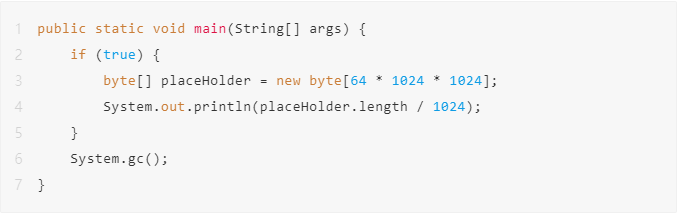 1 public static void main(String[] args) {
2     if (true) {
3         byte[] placeHolder = new byte[64 * 1024 * 1024];
4         System.out.println(placeHolder.length / 1024);
5     }
6     System.gc();
7 }